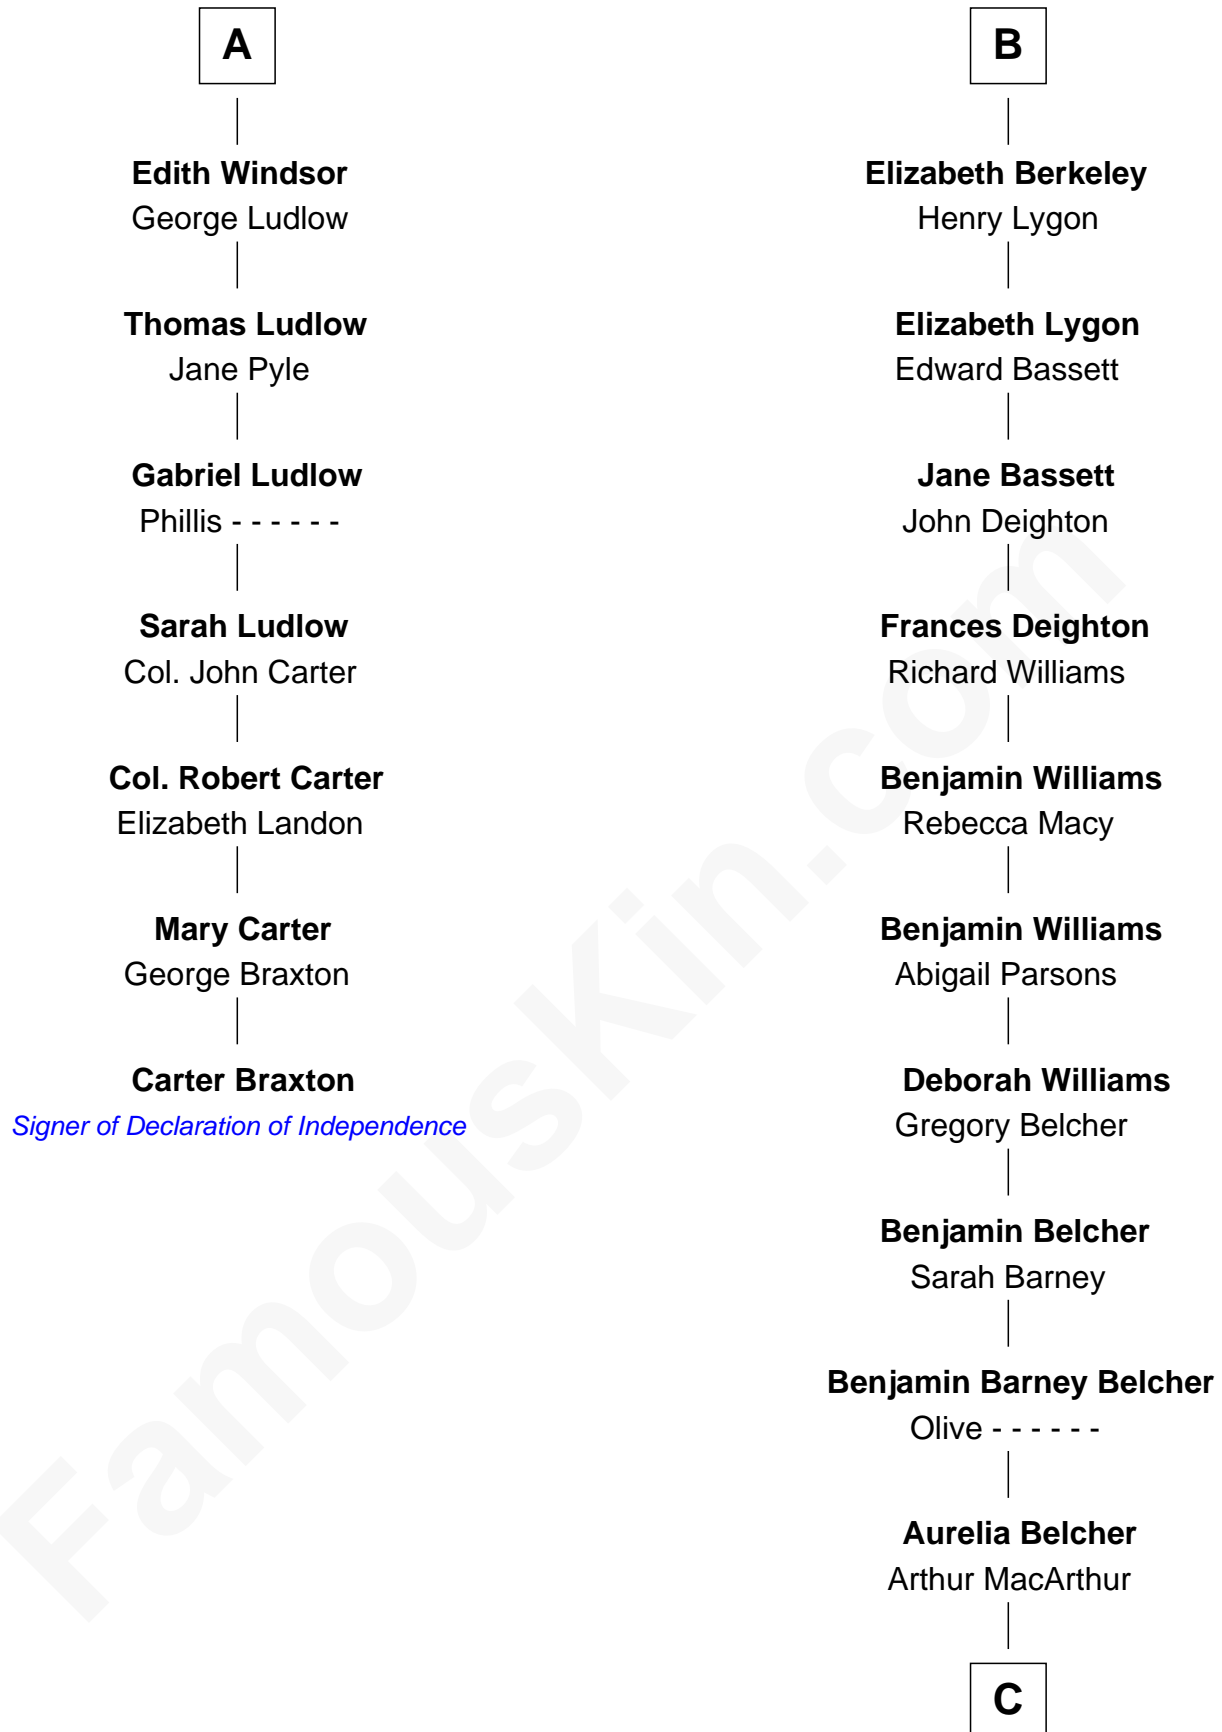 A
Edith Windsor
George Ludlow
Thomas Ludlow
Jane Pyle
Gabriel Ludlow
Phillis - - - - - -
Sarah Ludlow
Col. John Carter
Col. Robert Carter
Elizabeth Landon
Mary Carter
George Braxton
Carter Braxton
Signer of Declaration of Independence
B
Elizabeth Berkeley
Henry Lygon
Elizabeth Lygon
Edward Bassett
Jane Bassett
John Deighton
Frances Deighton
Richard Williams
Benjamin Williams
Rebecca Macy
Benjamin Williams
Abigail Parsons
Deborah Williams
Gregory Belcher
Benjamin Belcher
Sarah Barney
Benjamin Barney Belcher
Olive - - - - - -
Aurelia Belcher
Arthur MacArthur
C
FamousKin.com